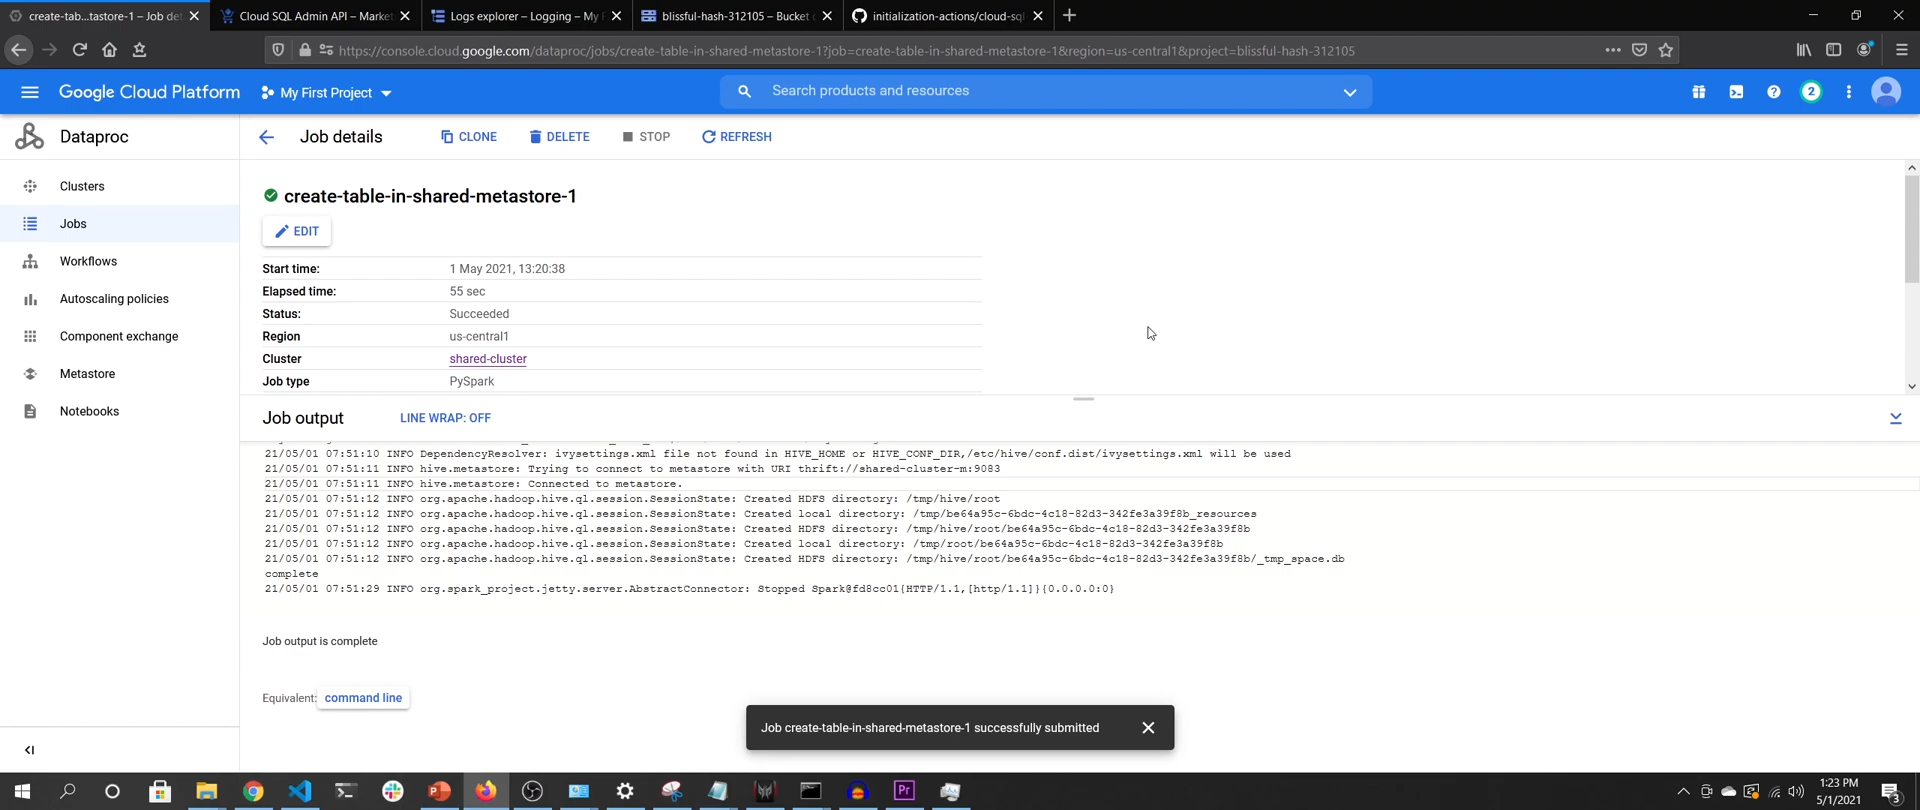 create-tab...tastore-1 – Job det
Cloud SQL Admin API – Market
Logs explorer – Logging – My
blissful-hash-312105 – Bucket
initialization-actions/cloud-sql
https://console.cloud.google.com/dataproc/jobs/create-table-in-shared-metastore-1?job=create-table-in-shared-metastore-1&region=us-central1&project=blissful-hash-312105
Google Cloud Platform
My First Project
Search products and resources
2
Dataproc
Job details
CLONE
DELETE
STOP
REFRESH
Clusters
Jobs
Workflows
Autoscaling policies
Component exchange
Metastore
Notebooks
create-table-in-shared-metastore-1
EDIT
Start time: 1 May 2021, 13:20:38
Elapsed time: 55 sec
Status: Succeeded
Region us-central1
Cluster shared-cluster
Job type PySpark
Job output
LINE WRAP: OFF
21/05/01 07:51:10 INFO DependencyResolver: ivysettings.xml file not found in HIVE_HOME or HIVE_CONF_DIR,/etc/hive/conf.dist/ivysettings.xml will be used
21/05/01 07:51:11 INFO hive.metastore: Trying to connect to metastore with URI thrift://shared-cluster-m:9083
21/05/01 07:51:11 INFO hive.metastore: Connected to metastore.
21/05/01 07:51:12 INFO org.apache.hadoop.hive.ql.session.SessionState: Created HDFS directory: /tmp/hive/root
21/05/01 07:51:12 INFO org.apache.hadoop.hive.ql.session.SessionState: Created local directory: /tmp/be64a95c-6bdc-4c18-82d3-342fe3a39f8b_resources
21/05/01 07:51:12 INFO org.apache.hadoop.hive.ql.session.SessionState: Created HDFS directory: /tmp/hive/root/be64a95c-6bdc-4c18-82d3-342fe3a39f8b
21/05/01 07:51:12 INFO org.apache.hadoop.hive.ql.session.SessionState: Created local directory: /tmp/root/be64a95c-6bdc-4c18-82d3-342fe3a39f8b
21/05/01 07:51:12 INFO org.apache.hadoop.hive.ql.session.SessionState: Created HDFS directory: /tmp/hive/root/be64a95c-6bdc-4c18-82d3-342fe3a39f8b/_tmp_space.db
complete
21/05/01 07:51:29 INFO org.spark_project.jetty.server.AbstractConnector: Stopped Spark@fd8cc01{HTTP/1.1,[http/1.1]}{0.0.0.0:0}
Job output is complete
Equivalent: command line
Job create-table-in-shared-metastore-1 successfully submitted
1:23 PM
5/1/2021
3